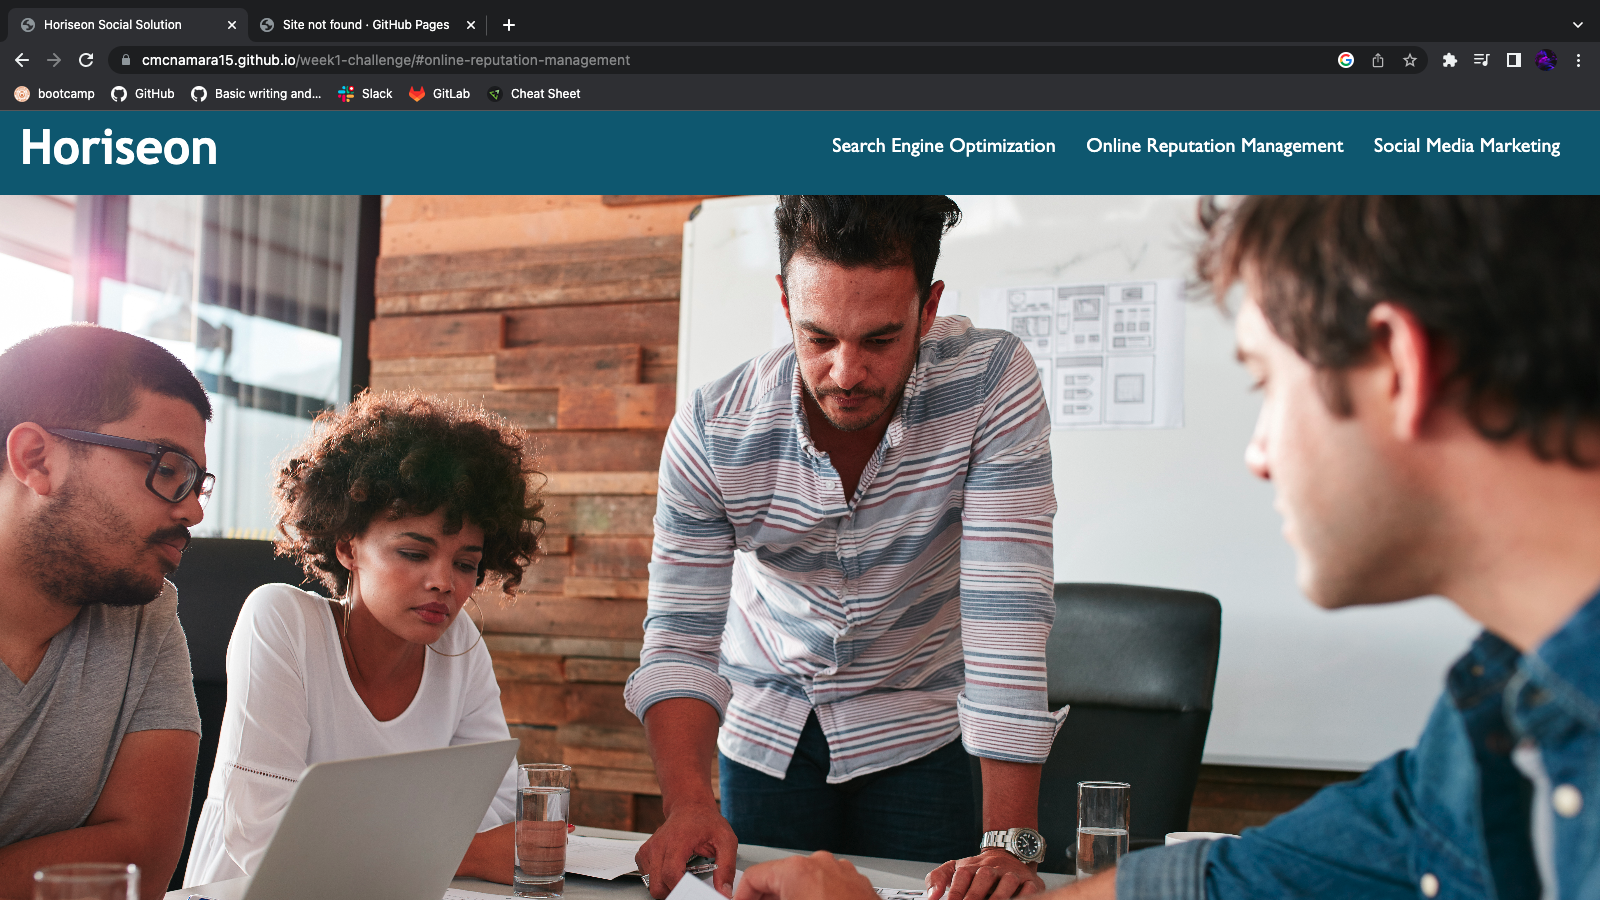 Horiseon Social Solution
Site not found · GitHub Pages
cmcnamara15.github.io/week1-challenge/#online-reputation-management
bootcamp GitHub Basic writing and... Slack GitLab Cheat Sheet
Horiseon
Search Engine Optimization Online Reputation Management Social Media Marketing